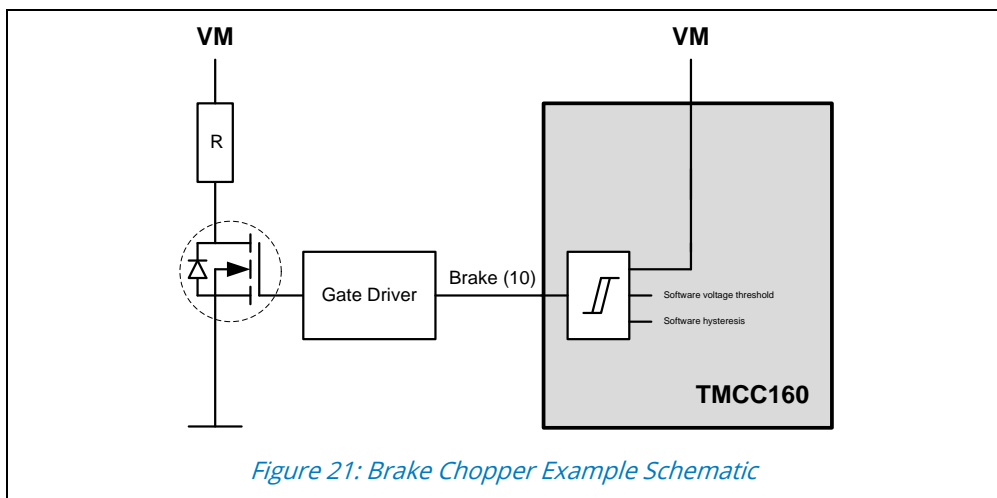 VM
VM
R
Gate Driver
Brake (10)
Software voltage threshold
Software hysteresis
TMCC160
Figure 21: Brake Chopper Example Schematic